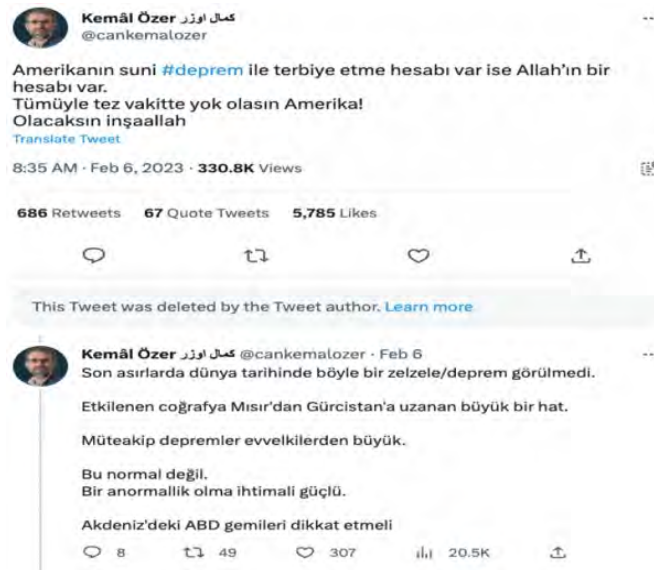 Kemâl Özer كمال اوزر
@cankemalozer
Amerikanın suni #deprem ile terbiye etme hesabı var ise Allah’ın bir
hesabı var.
Tümüyle tez vakitte yok olasın Amerika!
Olacaksın inşaallah
Translate Tweet
8:35 AM · Feb 6, 2023 · 330.8K Views
686 Retweets 67 Quote Tweets 5,785 Likes
This Tweet was deleted by the Tweet author. Learn more
Kemâl Özer كمال اوزر @cankemalozer · Feb 6
Son asırlarda dünya tarihinde böyle bir zelzele/deprem görülmedi.
Etkilenen coğrafya Mısır'dan Gürcistan'a uzanan büyük bir hat.
Müteakip depremler evvelkilerden büyük.
Bu normal değil.
Bir anormallik olma ihtimali güçlü.
Akdeniz'deki ABD gemileri dikkat etmeli
8 49 307 20.5K